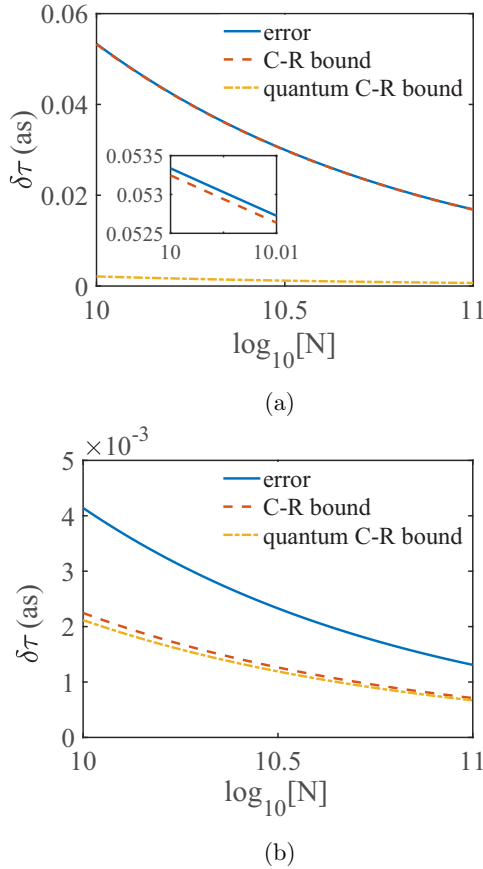 0.06
error
C-R bound
quantum C-R bound
0.04
δτ (as)
0.0535
0.053
0.0525
10
10.01
0.02
0
10
10.5
11
log₁₀[N]
(a)
×10⁻³
5
error
C-R bound
quantum C-R bound
4
3
δτ (as)
2
1
0
10
10.5
11
log₁₀[N]
(b)